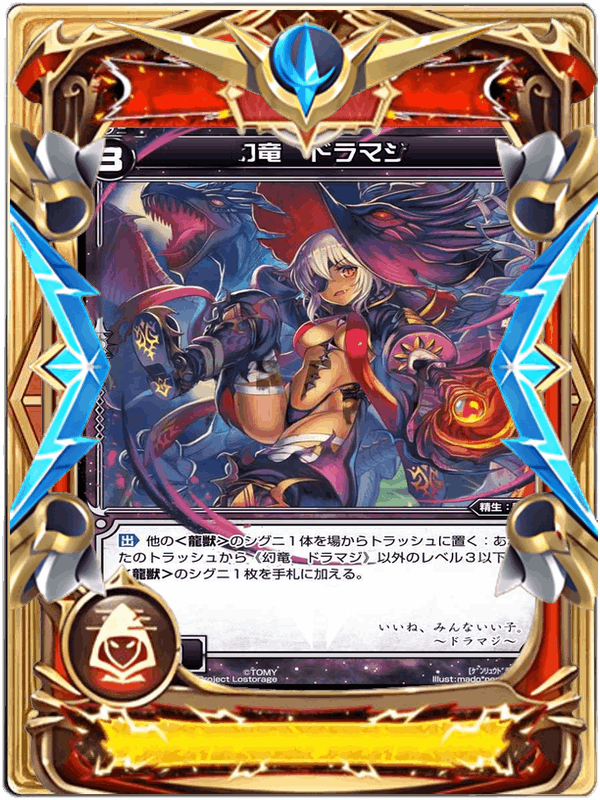 3
幻竜 ドラマジ
精生:
出 他の<龍獣>のシグニ1体を場からトラッシュに置く:あ
たのトラッシュから《幻竜 ドラマジ》以外のレベル3以下
龍獣>のシグニ1枚を手札に加える。
いいね、みんないい子。
~ドラマジ~
©TOMY
roject Lostorage
Illust:mado*